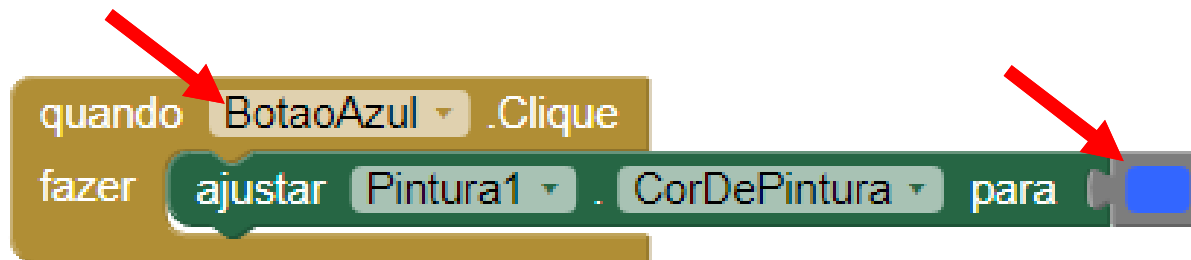 quando BotaoAzul .Clique
fazer ajustar Pintura1 . CorDePintura para